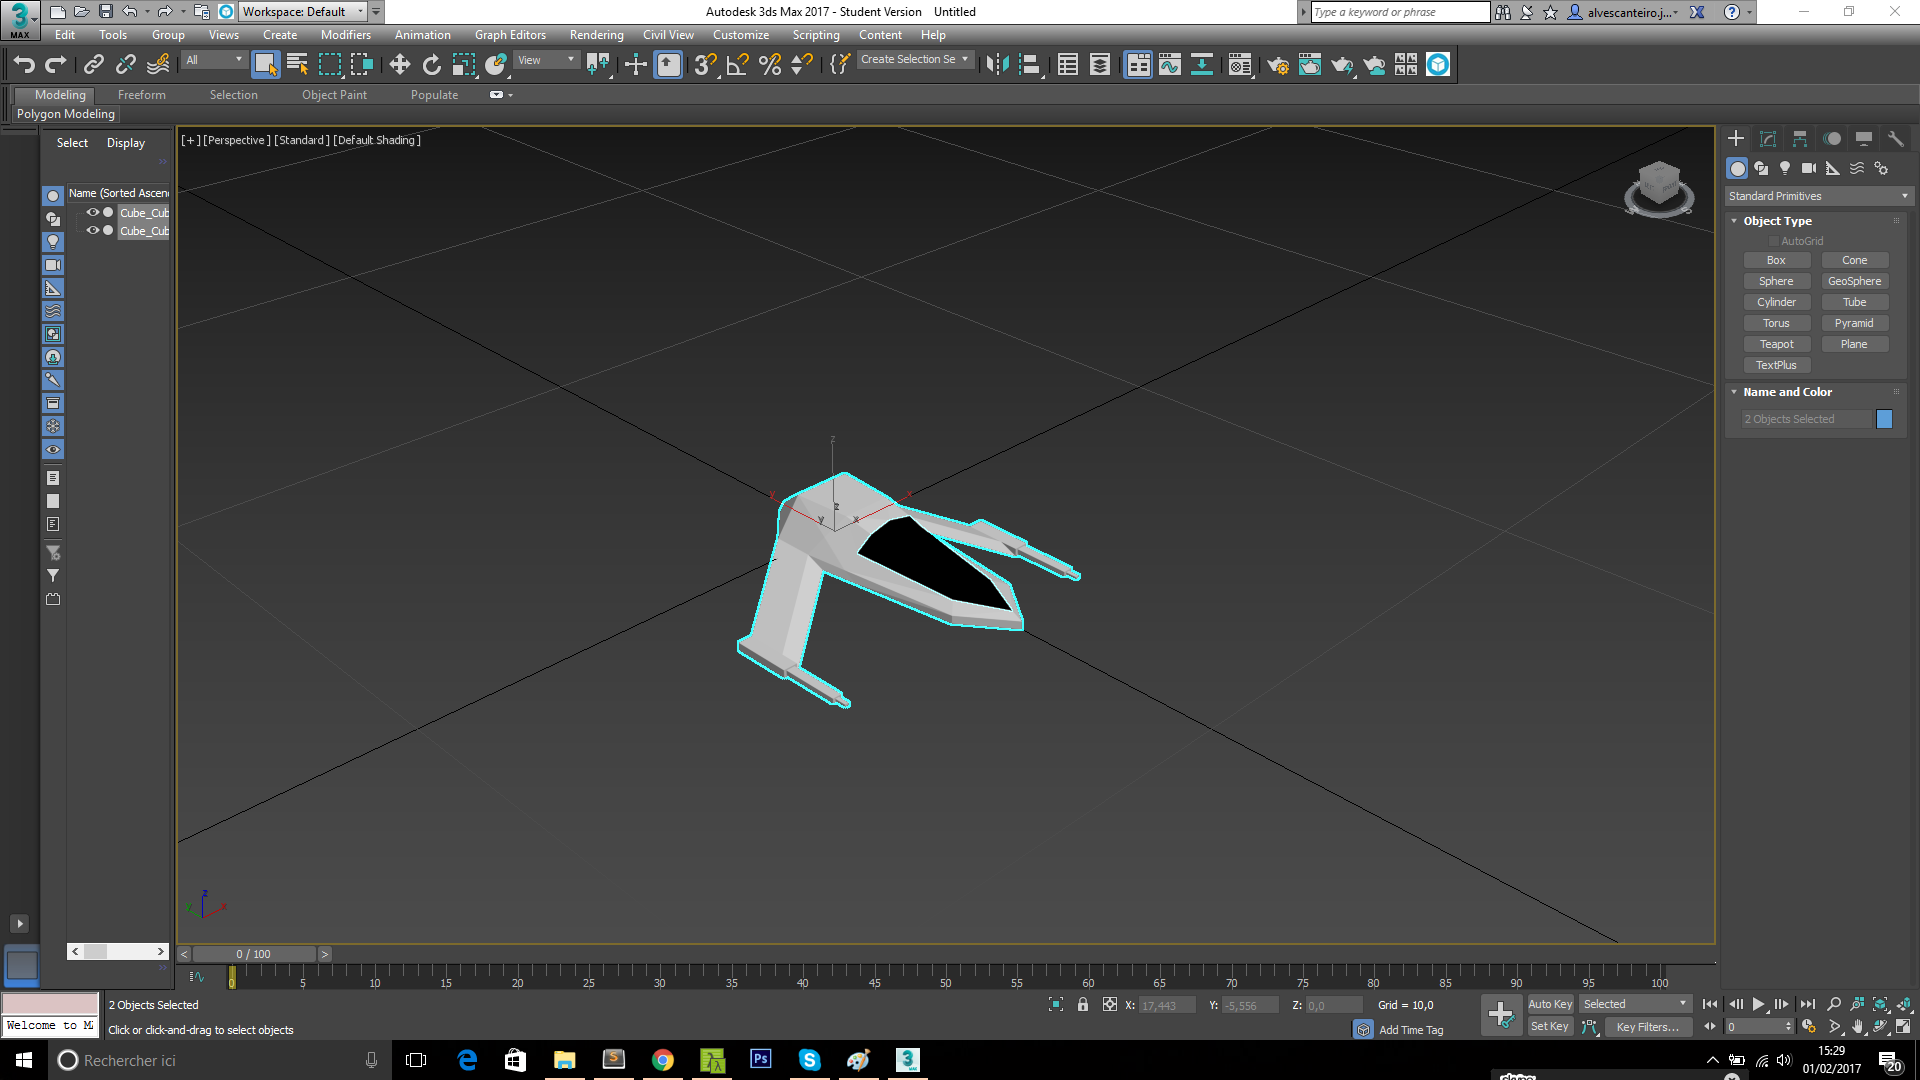 3
MAX
Workspace: Default
Autodesk 3ds Max 2017 - Student Version Untitled
Type a keyword or phrase
alvescanteiro.j...
Edit Tools Group Views Create Modifiers Animation Graph Editors Rendering Civil View Customize Scripting Content Help
All
View
Create Selection Se
Modeling Freeform Selection Object Paint Populate
Polygon Modeling
Select Display
Name (Sorted Ascen
Cube_Cub
Cube_Cub
[+] [Perspective] [Standard] [Default Shading]
z
y
x
z
y
x
z
y
x
Standard Primitives
Object Type
AutoGrid
Box Cone
Sphere GeoSphere
Cylinder Tube
Torus Pyramid
Teapot Plane
TextPlus
Name and Color
2 Objects Selected
< 0 / 100 >
0 5 10 15 20 25 30 35 40 45 50 55 60 65 70 75 80 85 90 95 100
2 Objects Selected
Click or click-and-drag to select objects
Welcome to M
X: 17,443 Y: -5,556 Z: 0,0 Grid = 10,0
Add Time Tag
Auto Key Selected
Set Key Key Filters...
0
Rechercher ici
15:29
01/02/2017
20